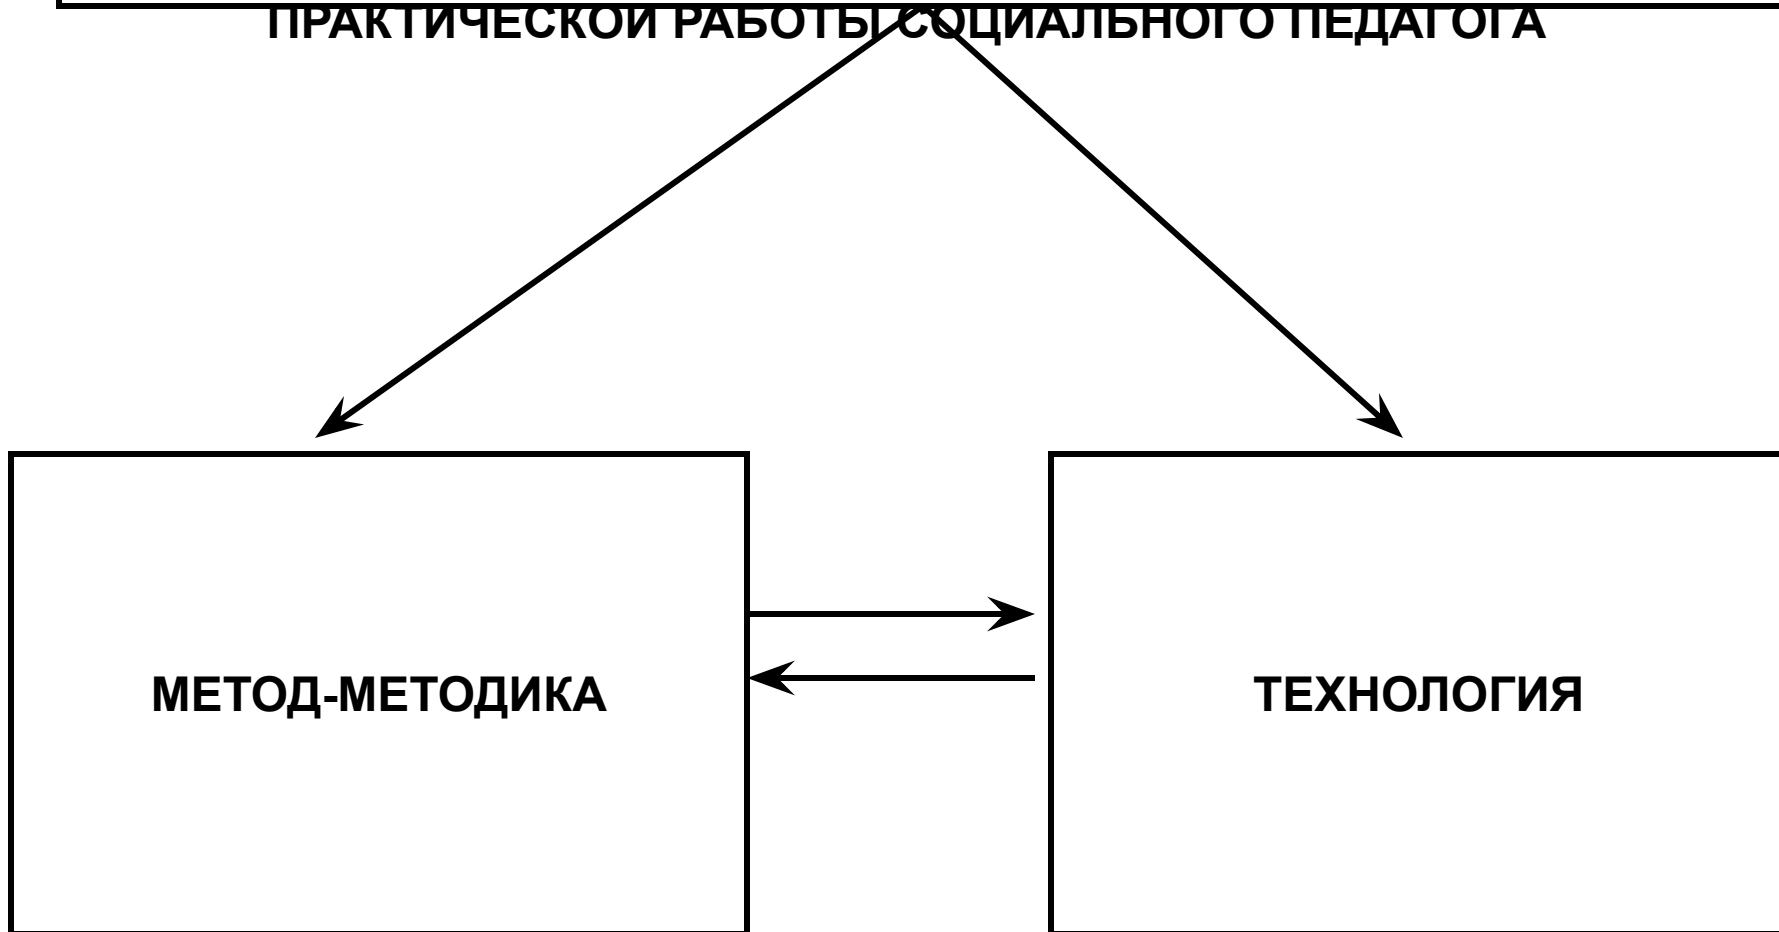 ПРАКТИЧЕСКОЙ РАБОТЫ СОЦИАЛЬНОГО ПЕДАГОГА
МЕТОД-МЕТОДИКА
ТЕХНОЛОГИЯ